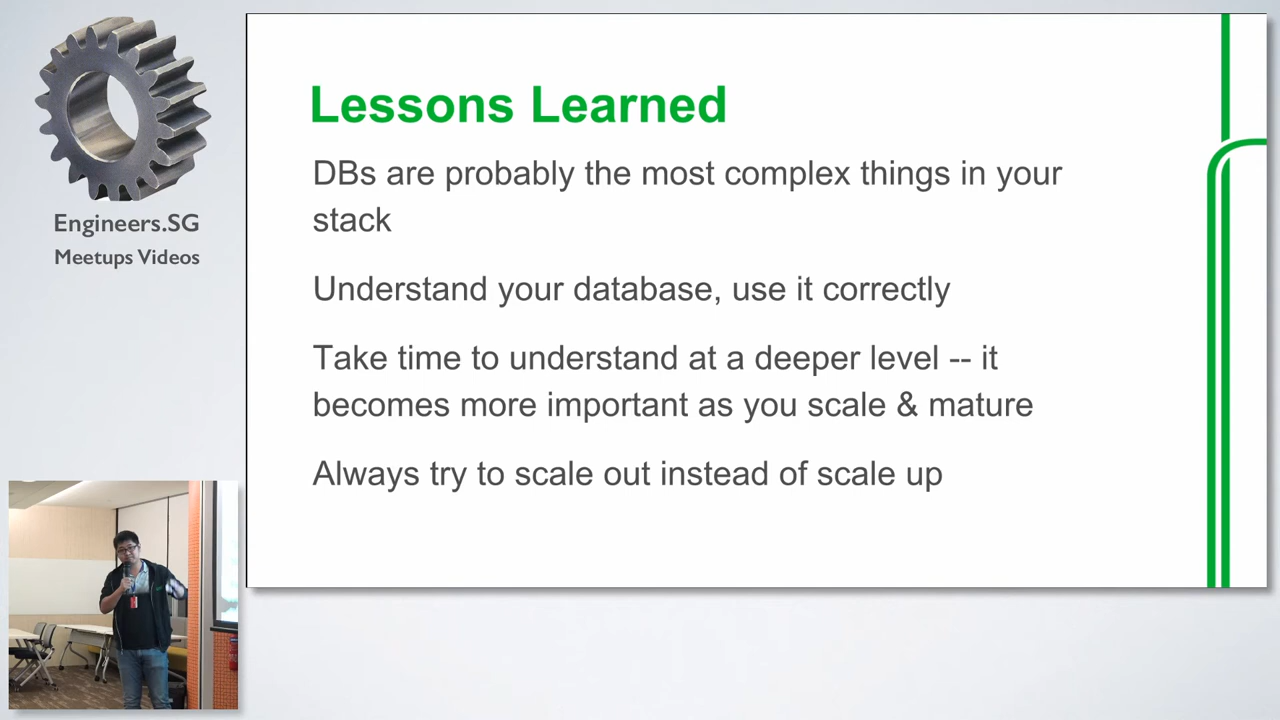 Engineers.SG
Meetups Videos
Lessons Learned
DBs are probably the most complex things in your
stack
Understand your database, use it correctly
Take time to understand at a deeper level -- it
becomes more important as you scale & mature
Always try to scale out instead of scale up